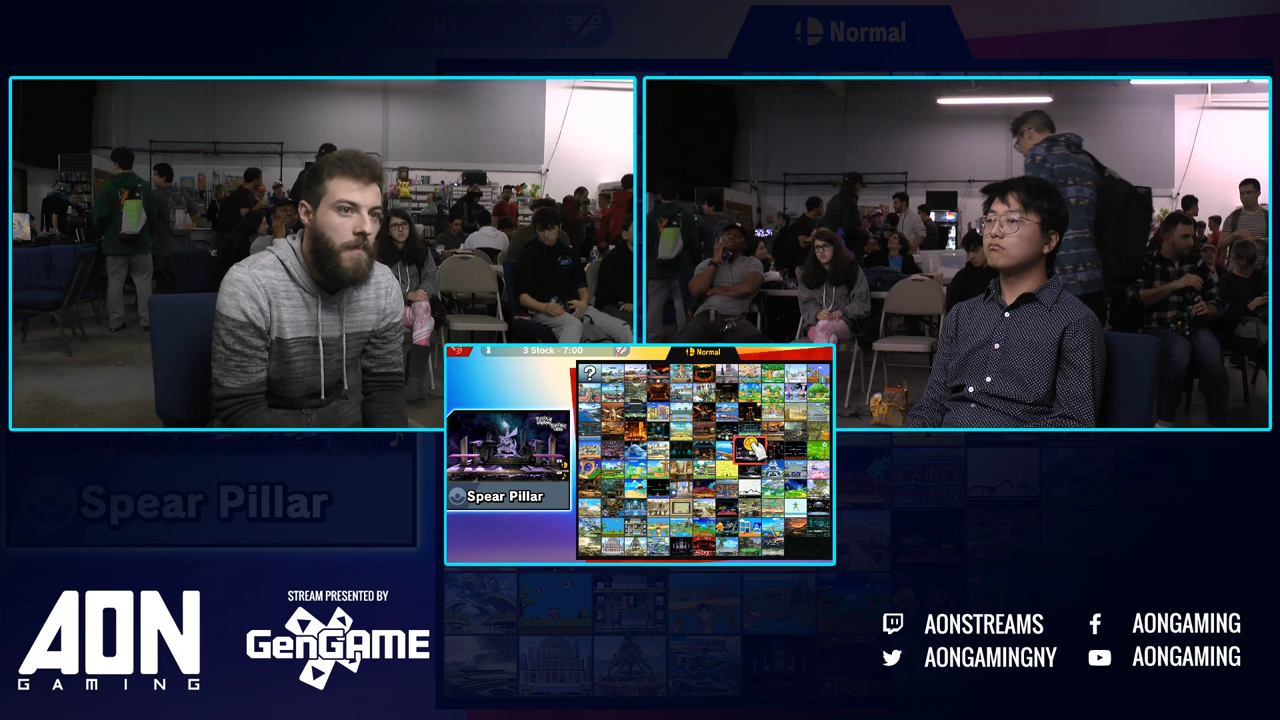 Normal
3 Stock - 7:00
Normal
?
Spear Pillar
Spear Pillar
AON
GAMING
STREAM PRESENTED BY
GenGAME
AONSTREAMS
AONGAMING
AONGAMINGNY
AONGAMING